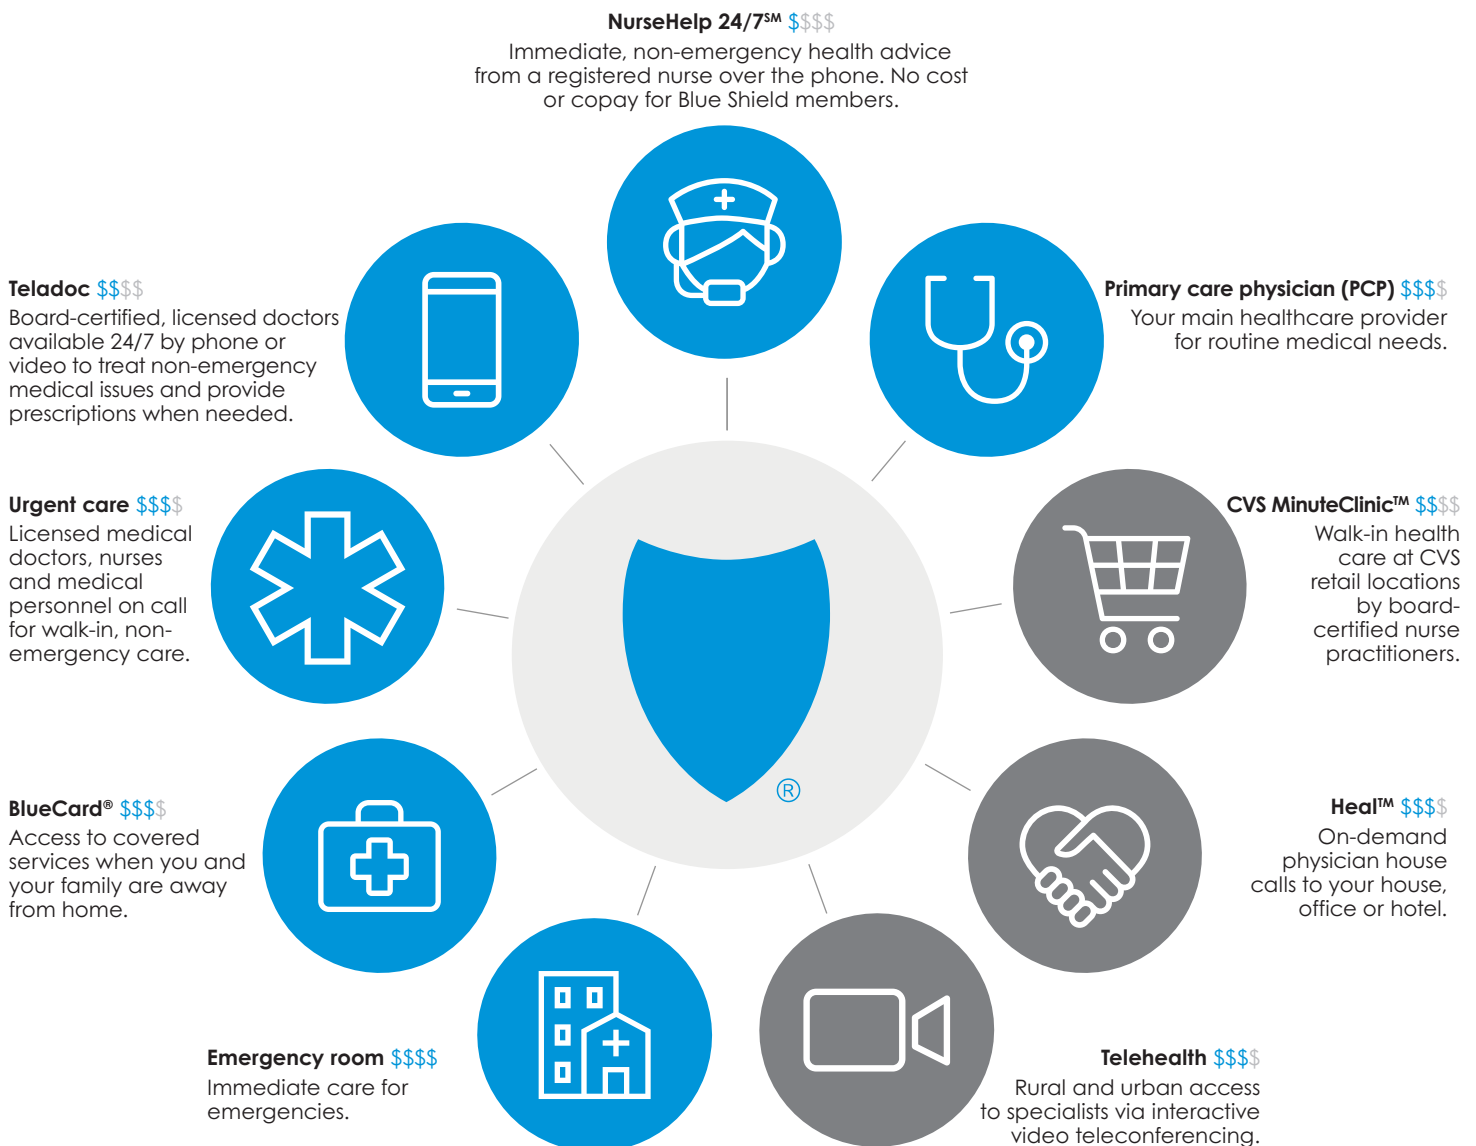 NurseHelp 24/7℠ $$$$
Immediate, non-emergency health advice
from a registered nurse over the phone. No cost
or copay for Blue Shield members.
Teladoc $$$$
Board-certified, licensed doctors
available 24/7 by phone or
video to treat non-emergency
medical issues and provide
prescriptions when needed.
Primary care physician (PCP) $$$$
Your main healthcare provider
for routine medical needs.
Urgent care $$$$
Licensed medical
doctors, nurses
and medical
personnel on call
for walk-in, non-
emergency care.
CVS MinuteClinic™ $$$$
Walk-in health
care at CVS
retail locations
by board-
certified nurse
practitioners.
®
BlueCard® $$$$
Access to covered
services when you and
your family are away
from home.
Heal™ $$$$
On-demand
physician house
calls to your house,
office or hotel.
Emergency room $$$$
Immediate care for
emergencies.
Telehealth $$$$
Rural and urban access
to specialists via interactive
video teleconferencing.